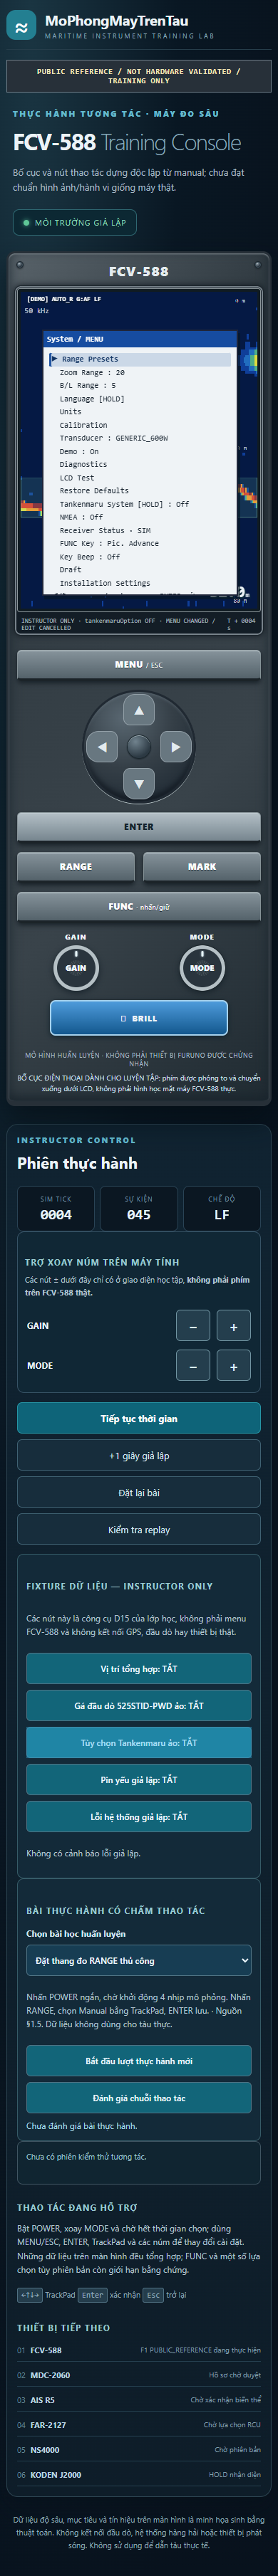 MoPhongMayTrenTau
MARITIME INSTRUMENT TRAINING LAB
PUBLIC REFERENCE / NOT HARDWARE VALIDATED /
TRAINING ONLY
THỰC HÀNH TƯƠNG TÁC · MÁY ĐO SÂU
FCV-588 Training Console
Bố cục và nút thao tác dựng độc lập từ manual; chưa đạt
chuẩn hình ảnh/hành vi giống máy thật.
MÔI TRƯỜNG GIẢ LẬP
FCV-588
[DEMO] AUTO_R G:AF LF
50 kHz
System / MENU
▶ Range Presets
Zoom Range : 20
B/L Range : 5
Language [HOLD]
Units
Calibration
Transducer : GENERIC_600W
Demo : On
Diagnostics
LCD Test
Restore Defaults
Tankenmaru System [HOLD] : Off
NMEA : Off
Receiver Status · SIM
FUNC Key : Pic. Advance
Key Beep : Off
Draft
Installation Settings
INSTRUCTOR ONLY · tankenmaruOption OFF · MENU CHANGED /
EDIT CANCELLED
T + 0004
s
MENU / ESC
▲
◀ ▶
▼
ENTER
RANGE MARK
FUNC · nhấn/giữ
GAIN MODE
GAIN MODE
BRILL
MÔ HÌNH HUẤN LUYỆN · KHÔNG PHẢI THIẾT BỊ FURUNO ĐƯỢC CHỨNG
NHẬN
BỐ CỤC ĐIỆN THOẠI DÀNH CHO LUYỆN TẬP: phím được phóng to và chuyển
xuống dưới LCD, không phải hình học mặt máy FCV-588 thực.
INSTRUCTOR CONTROL
Phiên thực hành
SIM TICK SỰ KIỆN CHẾ ĐỘ
0004 045 LF
TRỢ XOAY NÚM TRÊN MÁY TÍNH
Các nút ± dưới đây chỉ có ở giao diện học tập, không phải phím
trên FCV-588 thật.
GAIN − +
MODE − +
Tiếp tục thời gian
+1 giây giả lập
Đặt lại bài
Kiểm tra replay
FIXTURE DỮ LIỆU — INSTRUCTOR ONLY
Các nút này là công cụ D15 của lớp học, không phải menu
FCV-588 và không kết nối GPS, đầu dò hay thiết bị thật.
Vị trí tổng hợp: TẮT
Gá đầu dò 525STID-PWD ảo: TẮT
Tùy chọn Tankenmaru ảo: TẮT
Pin yếu giả lập: TẮT
Lỗi hệ thống giả lập: TẮT
Không có cảnh báo lỗi giả lập.
BÀI THỰC HÀNH CÓ CHẤM THAO TÁC
Chọn bài học huấn luyện
Đặt thang đo RANGE thủ công
Nhấn POWER ngắn, chờ khởi động 4 nhịp mô phỏng. Nhấn
RANGE, chọn Manual bằng TrackPad, ENTER lưu. · Nguồn
§1.5. Dữ liệu không dùng cho tàu thực.
Bắt đầu lượt thực hành mới
Đánh giá chuỗi thao tác
Chưa đánh giá bài thực hành.
Chưa có phiên kiểm thử tương tác.
THAO TÁC ĐANG HỖ TRỢ
Bật POWER, xoay MODE và chờ hết thời gian chọn; dùng
MENU/ESC, ENTER, TrackPad và các núm để thay đổi cài đặt.
Những dữ liệu trên màn hình đều tổng hợp; FUNC và một số lựa
chọn tùy phiên bản còn giới hạn bằng chứng.
←↑↓→ TrackPad Enter xác nhận Esc trở lại
THIẾT BỊ TIẾP THEO
01 FCV-588 F1 PUBLIC_REFERENCE đang thực hiện
02 MDC-2060 Hồ sơ chờ duyệt
03 AIS R5 Chờ xác nhận biến thể
04 FAR-2127 Chờ lựa chọn RCU
05 NS4000 Chờ phiên bản
06 KODEN J2000 HOLD nhận diện
Dữ liệu độ sâu, mục tiêu và tín hiệu trên màn hình là minh họa sinh bằng
thuật toán. Không kết nối đầu dò, hệ thống hàng hải hoặc thiết bị phát
sóng. Không sử dụng để dẫn tàu thực tế.